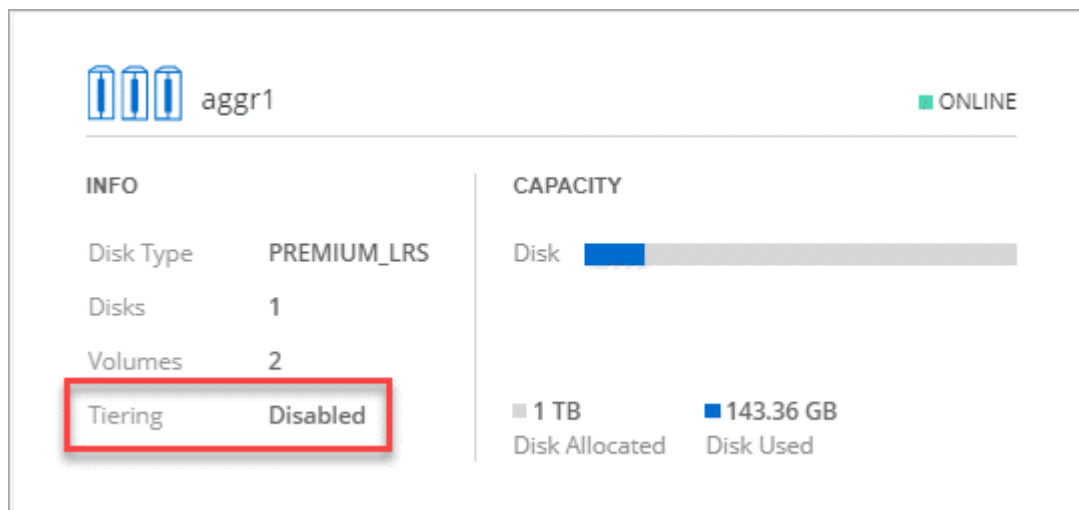 aggr1
ONLINE
INFO
Disk Type PREMIUM_LRS
Disks 1
Volumes 2
Tiering Disabled
CAPACITY
Disk
1 TB
Disk Allocated
143.36 GB
Disk Used